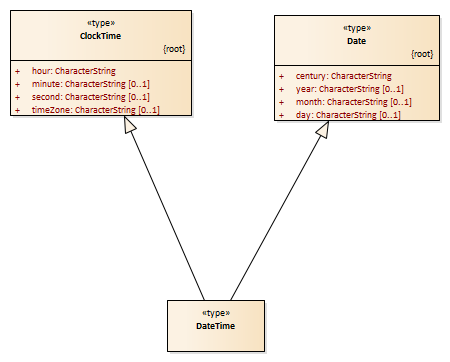 «type»
ClockTime
{root}
+ hour: CharacterString
+ minute: CharacterString [0..1]
+ second: CharacterString [0..1]
+ timeZone: CharacterString [0..1]
«type»
Date
{root}
+ century: CharacterString
+ year: CharacterString [0..1]
+ month: CharacterString [0..1]
+ day: CharacterString [0..1]
«type»
DateTime